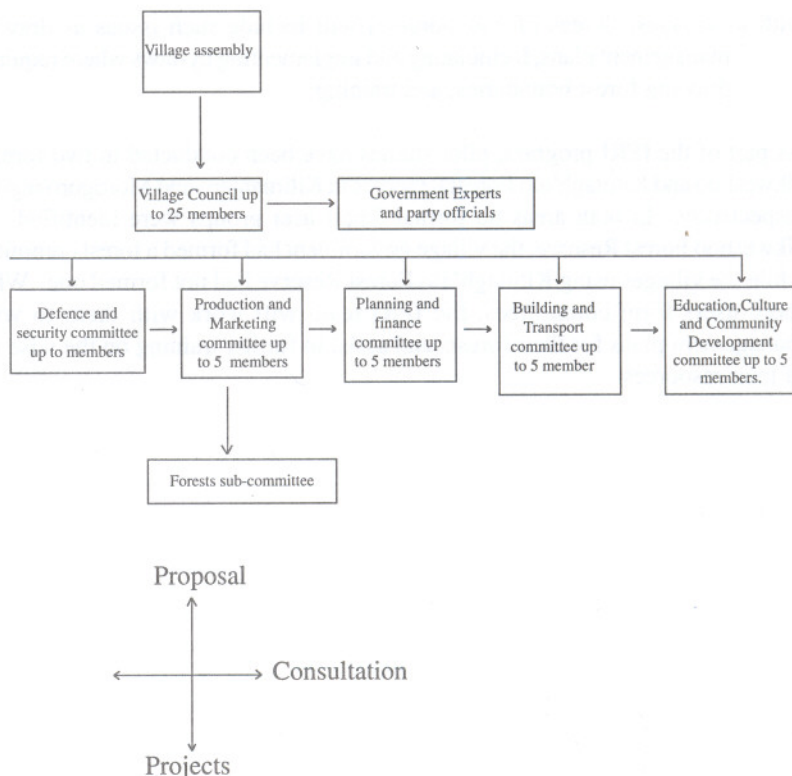 Village assembly
Village Council up
to 25 members
Government Experts
and party officials
Defence and
security committee
up to members
Production and
Marketing
committee up
to 5 members
Planning and
finance
committee up
to 5 members
Building and
Transport
committee up
to 5 member
Education,Culture
and Community
Development
committee up to 5
members.
Forests sub-committee
Proposal
Consultation
Projects